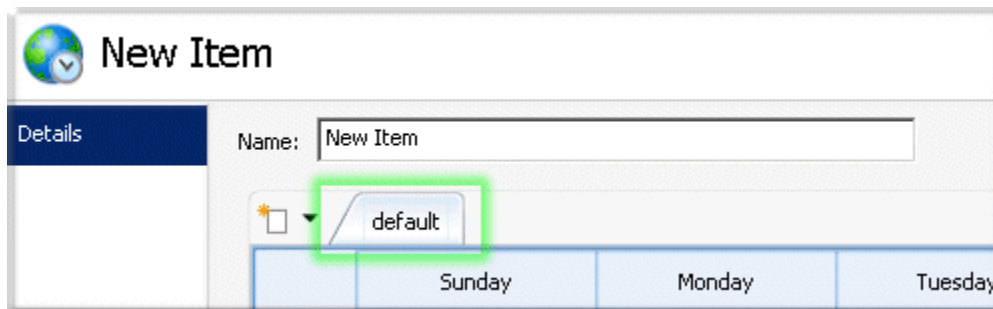 New Item
Details
Name: New Item
default
Sunday Monday Tuesday